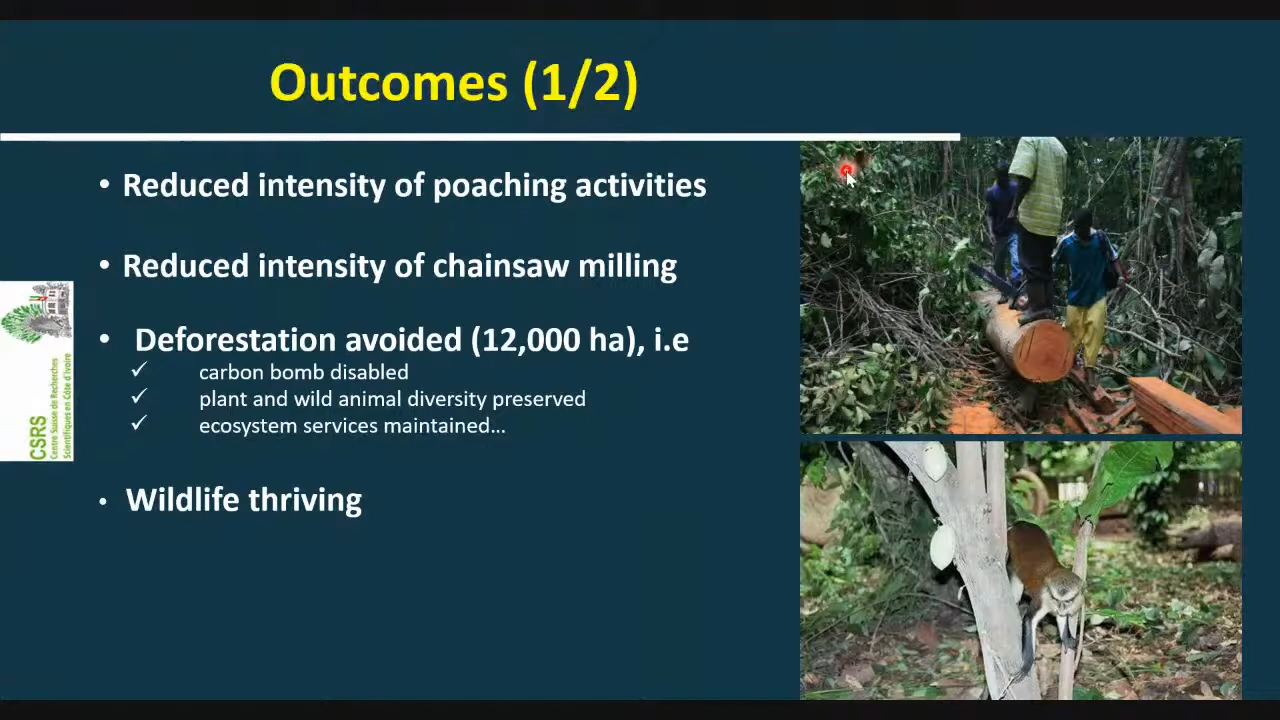 Outcomes (1/2)
• Reduced intensity of poaching activities
• Reduced intensity of chainsaw milling
• Deforestation avoided (12,000 ha), i.e
✓ carbon bomb disabled
✓ plant and wild animal diversity preserved
✓ ecosystem services maintained…
• Wildlife thriving
CSRS
Centre Suisse de Recherches
Scientifiques en Côte d'Ivoire